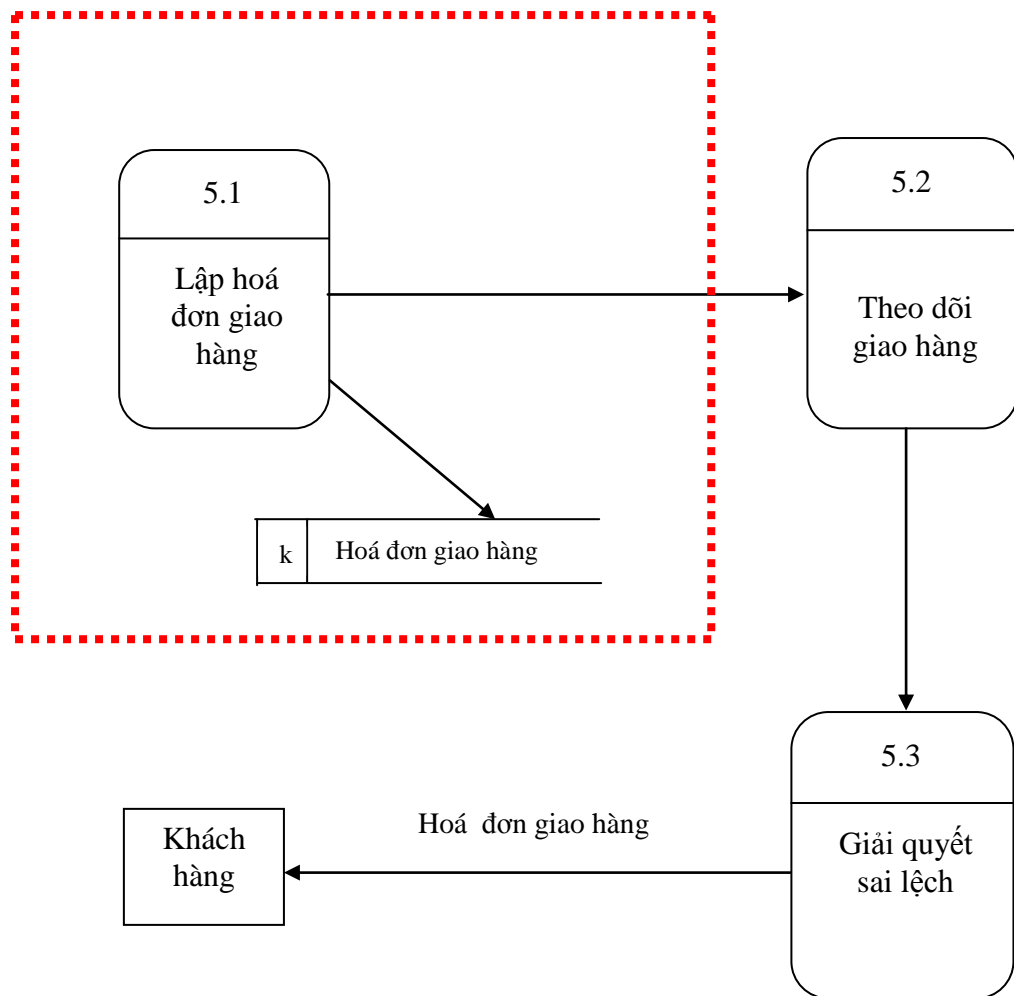 5.1
Lập hoá
đơn giao
hàng
5.2
Theo dõi
giao hàng
k
Hoá đơn giao hàng
5.3
Giải quyết
sai lệch
Hoá đơn giao hàng
Khách
hàng